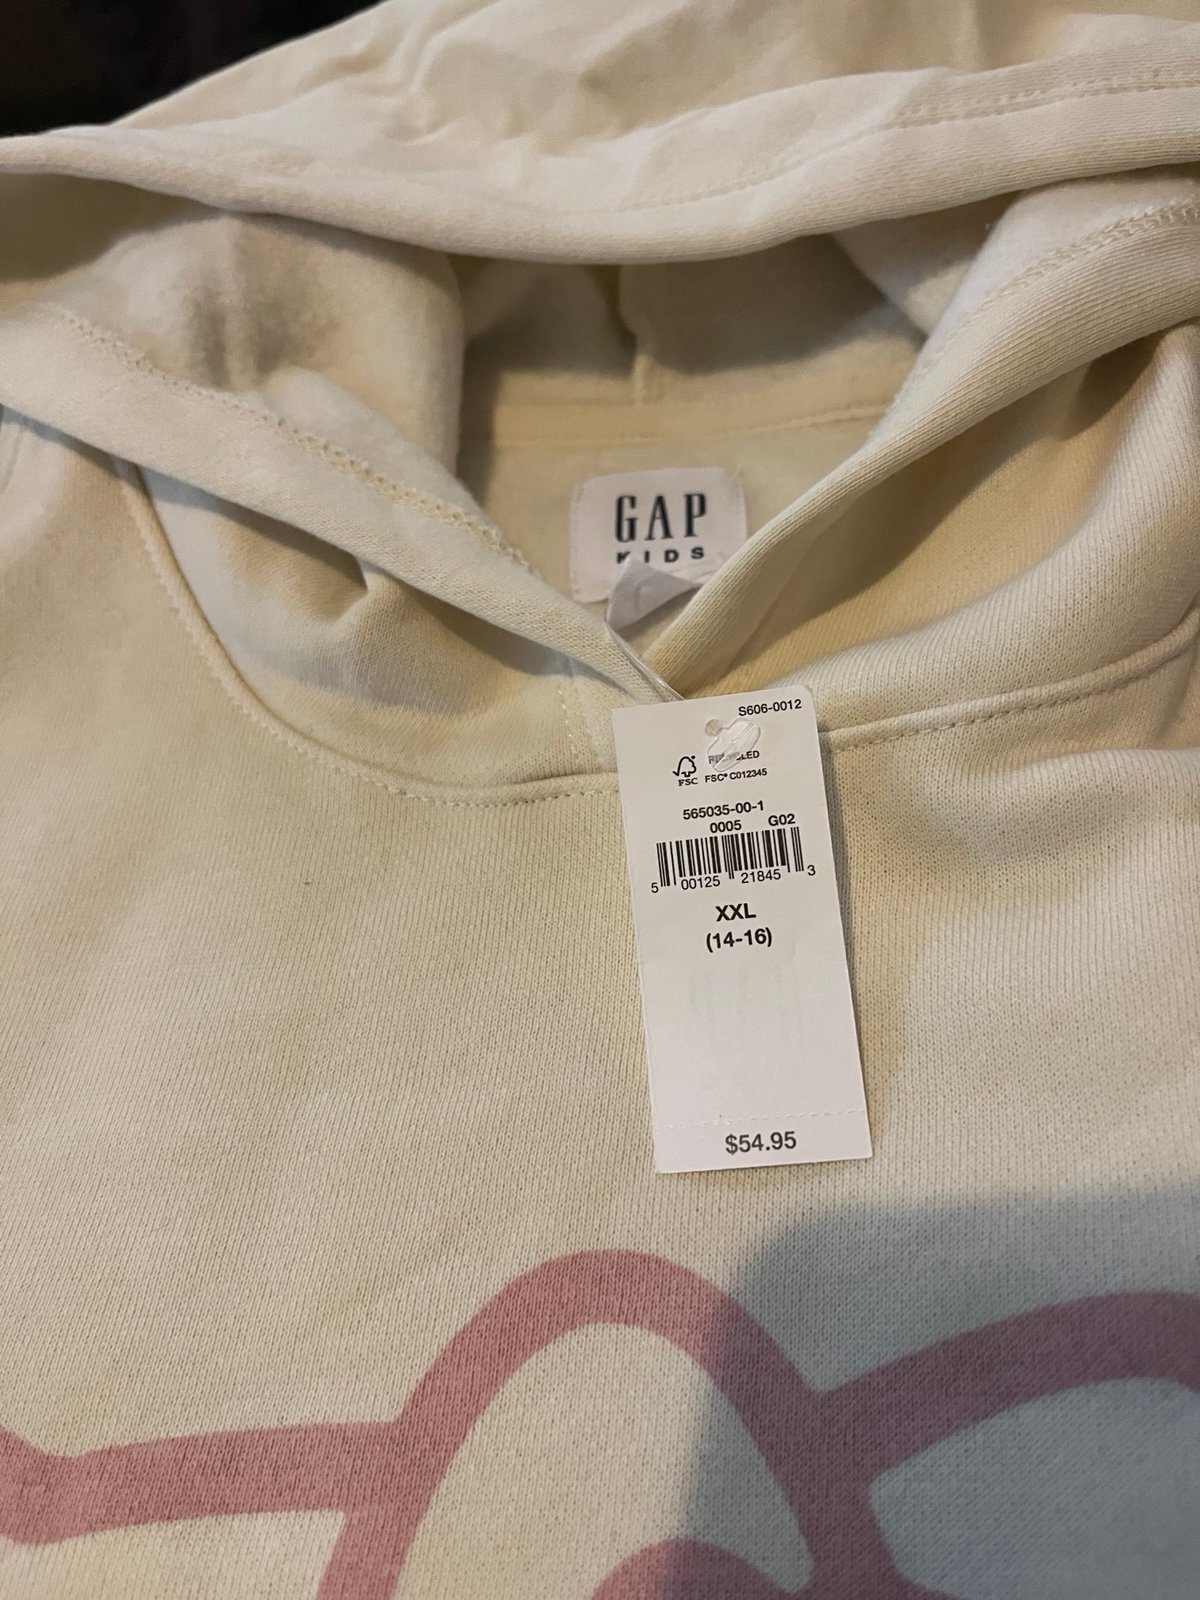 GAP
KIDS
S606-0012
RECYCLED
FSC
FSC® C012345
565035-00-1
0005 G02
5 00125 21845 3
XXL
(14-16)
$54.95